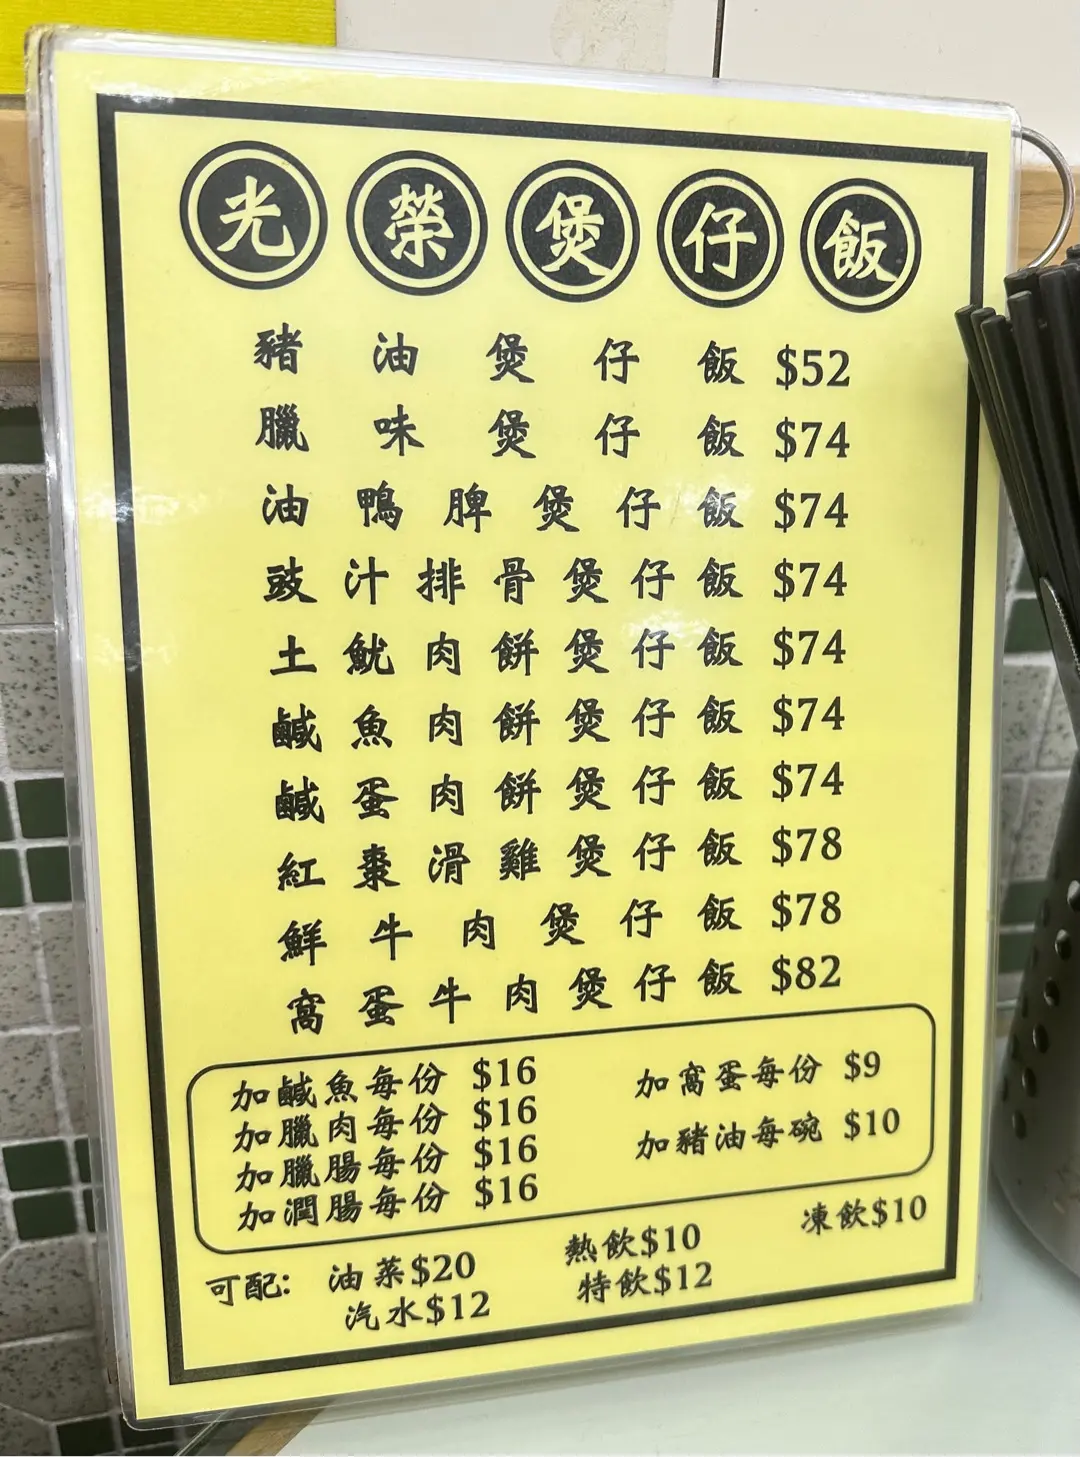 光榮煲仔飯
豬油煲仔飯 $52
臘味煲仔飯 $74
油鴨脾煲仔飯 $74
豉汁排骨煲仔飯 $74
土魷肉餅煲仔飯 $74
鹹魚肉餅煲仔飯 $74
鹹蛋肉餅煲仔飯 $74
紅棗滑雞煲仔飯 $78
鮮牛肉煲仔飯 $78
窩蛋牛肉煲仔飯 $82
加鹹魚每份 $16
加臘肉每份 $16
加臘腸每份 $16
加潤腸每份 $16
加窩蛋每份 $9
加豬油每碗 $10
可配: 油菜$20 熱飲$10 凍飲$10
汽水$12 特飲$12